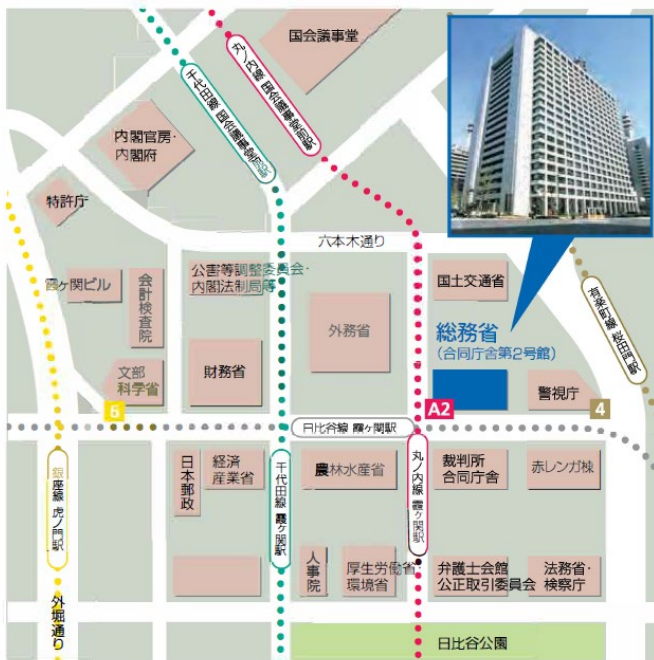 国会議事堂
丸ノ内線 国会議事堂前駅
千代田線 国会議事堂前駅
内閣官房・
内閣府
特許庁
六本木通り
霞ヶ関ビル
会計検査院
公害等調整委員会・
内閣法制局等
外務省
国土交通省
有楽町線 桜田門駅
総務省
(合同庁舎第2号館)
文部
科学省
財務省
警視庁
6
A2
4
日比谷線 霞ヶ関駅
銀座線 虎ノ門駅
日本郵政
経済
産業省
千代田線 霞ヶ関駅
農林水産省
丸ノ内線 霞ヶ関駅
裁判所
合同庁舎
赤レンガ棟
人事院
厚生労働省・
環境省
弁護士会館
公正取引委員会
法務省・
検察庁
外堀通り
日比谷公園